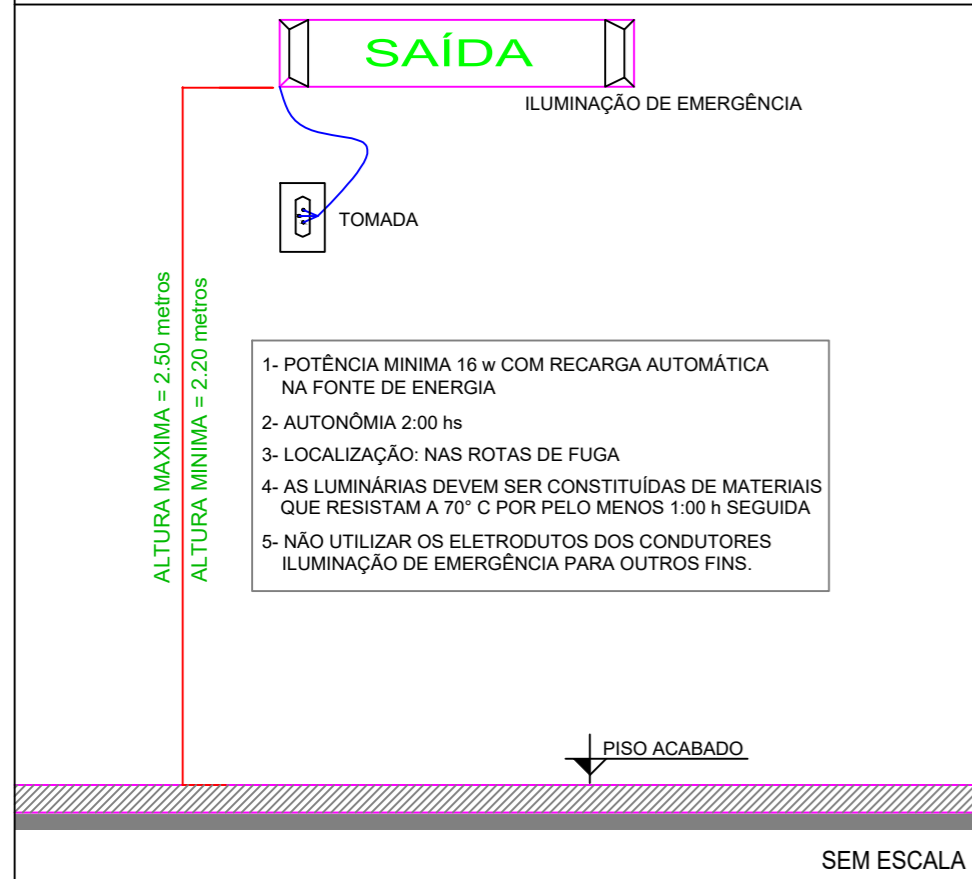 SAÍDA
ILUMINAÇÃO DE EMERGÊNCIA
TOMADA
ALTURA MAXIMA = 2.50 metros
ALTURA MINIMA = 2.20 metros
1- POTÊNCIA MINIMA 16 w COM RECARGA AUTOMÁTICA
NA FONTE DE ENERGIA
2- AUTONÔMIA 2:00 hs
3- LOCALIZAÇÃO: NAS ROTAS DE FUGA
4- AS LUMINÁRIAS DEVEM SER CONSTITUÍDAS DE MATERIAIS
QUE RESISTAM A 70° C POR PELO MENOS 1:00 h SEGUIDA
5- NÃO UTILIZAR OS ELETRODUTOS DOS CONDUTORES
ILUMINAÇÃO DE EMERGÊNCIA PARA OUTROS FINS.
PISO ACABADO
SEM ESCALA